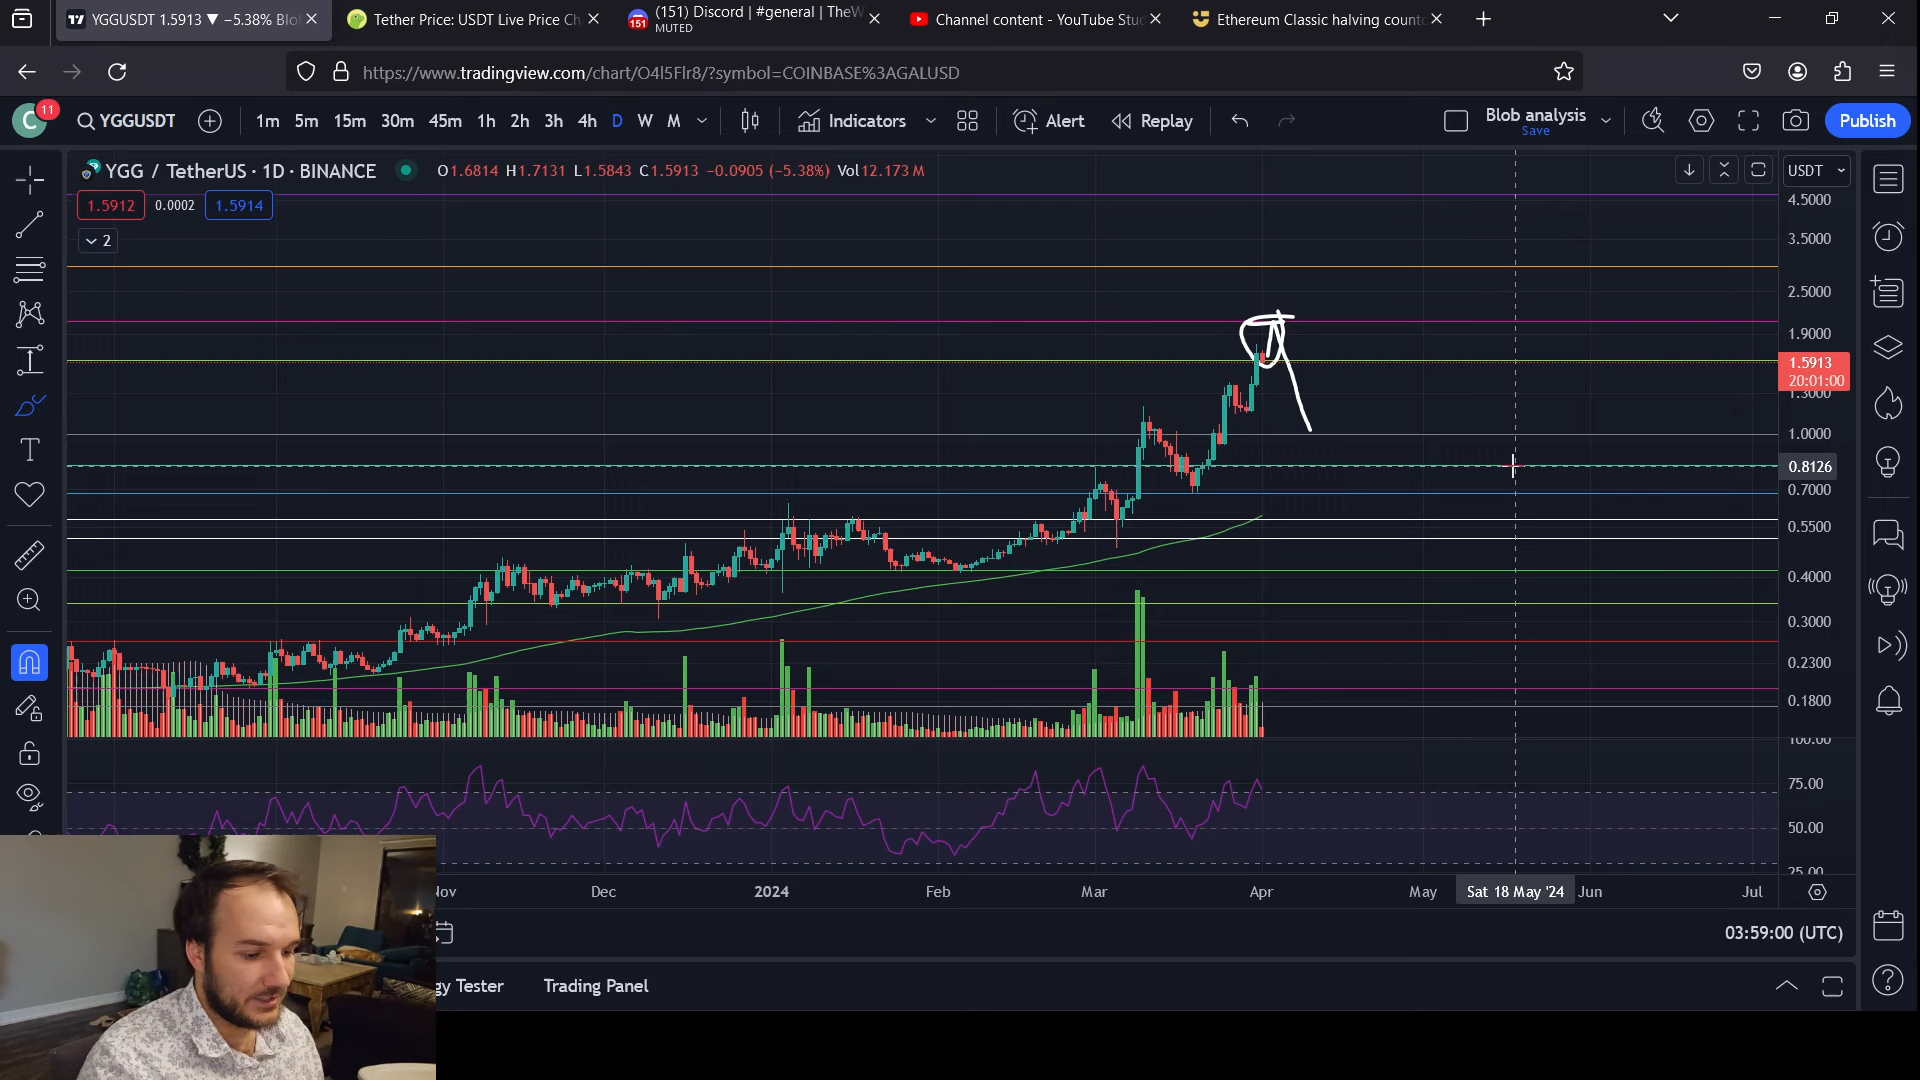 YGGUSDT 1.5913 ▼ −5.38% Blo
Tether Price: USDT Live Price Ch
(151) Discord | #general | TheW
MUTED
Channel content - YouTube Stu
Ethereum Classic halving count
151
https://www.tradingview.com/chart/O4l5Flr8/?symbol=COINBASE%3AGALUSD
C
11
YGGUSDT
1m 5m 15m 30m 45m 1h 2h 3h 4h D W M
Indicators
Alert
Replay
Blob analysis
Save
Publish
YGG / TetherUS · 1D · BINANCE
O1.6814 H1.7131 L1.5843 C1.5913 −0.0905 (−5.38%) Vol12.173 M
USDT
1.5912 0.0002 1.5914
2
4.5000
3.5000
2.5000
1.9000
1.5913
20:01:00
1.3000
1.0000
0.8126
0.7000
0.5500
0.4000
0.3000
0.2300
0.1800
100.00
75.00
50.00
25.00
Nov Dec 2024 Feb Mar Apr May Sat 18 May '24 Jun Jul
03:59:00 (UTC)
gy Tester
Trading Panel